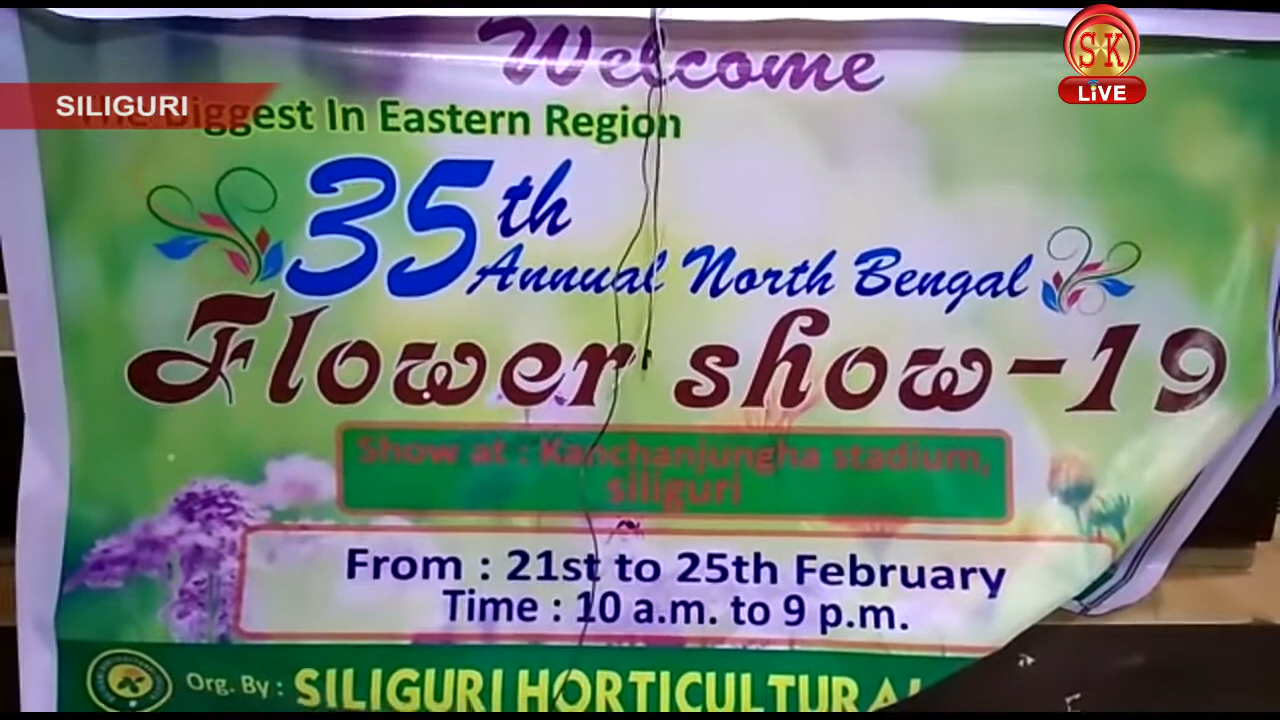 Welcome
SK
LiVE
SILIGURI
Biggest In Eastern Region
35th
Annual North Bengal
Flower show-19
Show at : Kanchanjungha stadium,
siliguri
From : 21st to 25th February
Time : 10 a.m. to 9 p.m.
Org. By : SILIGURI HORTICULTURAL